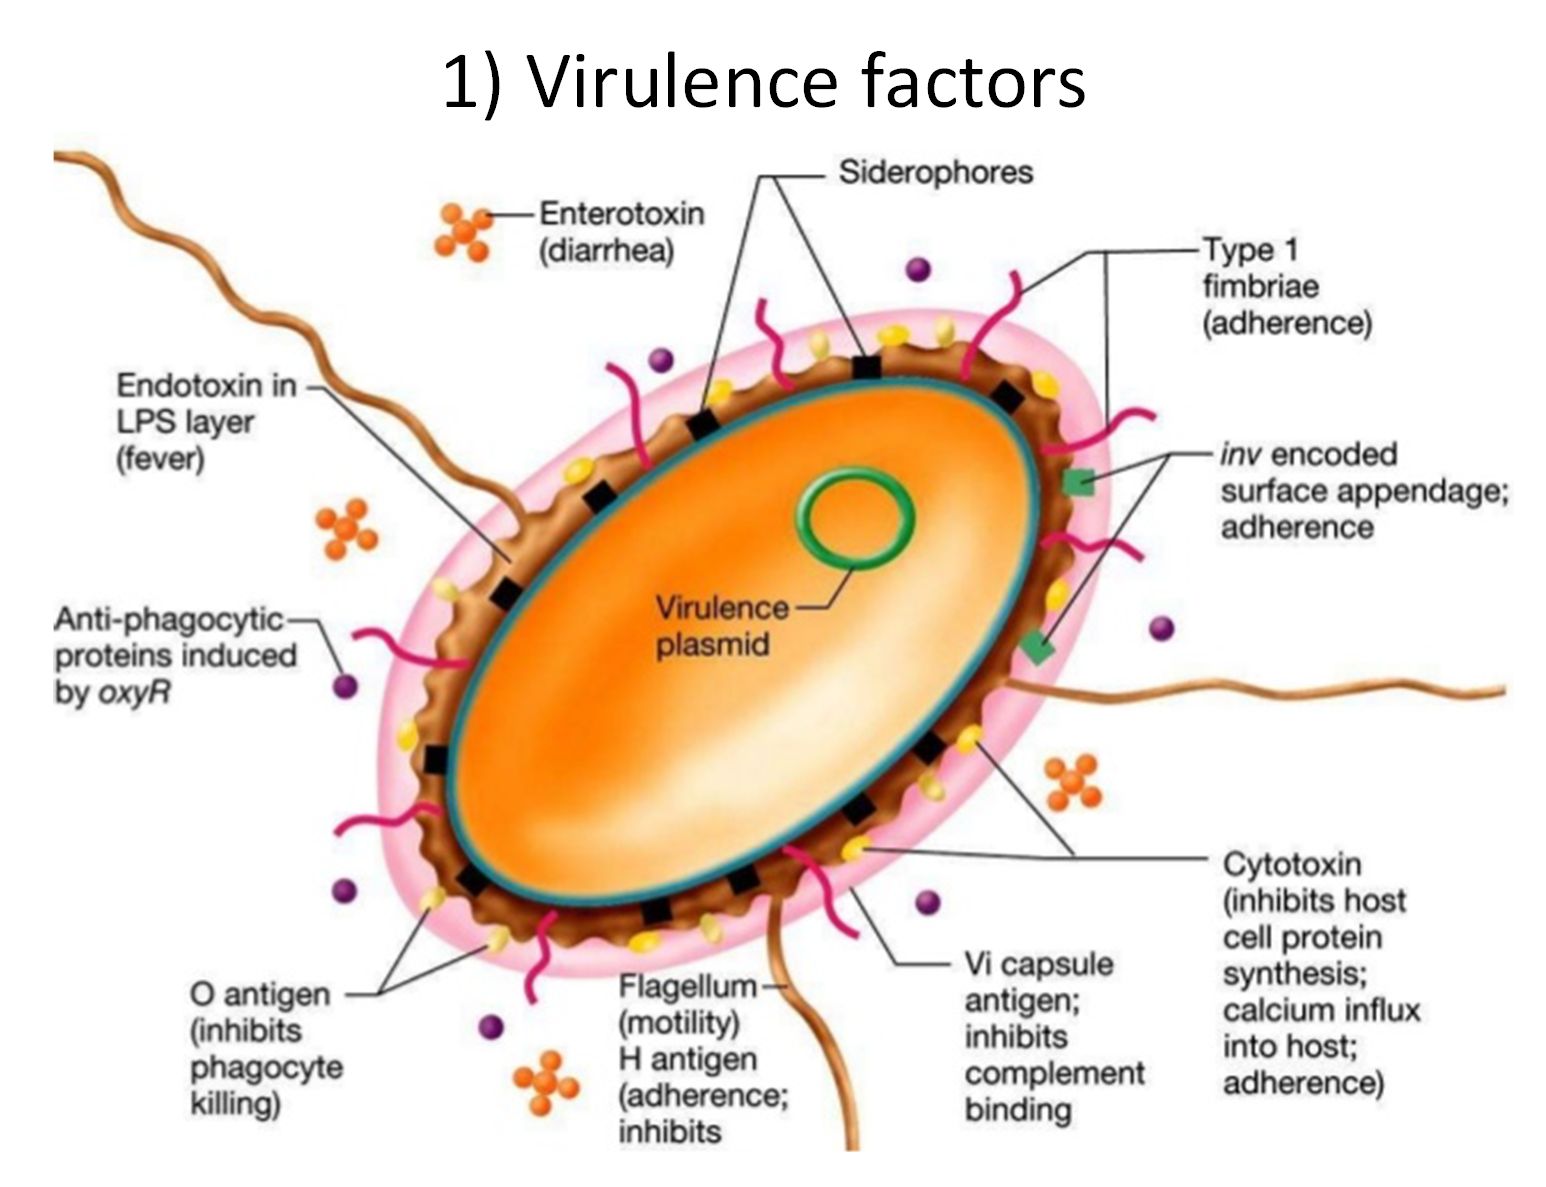 1) Virulence factors
Siderophores
Enterotoxin
(diarrhea)
Type 1
fimbriae
(adherence)
Endotoxin in
LPS layer
(fever)
inv encoded
surface appendage;
adherence
Virulence
plasmid
Anti-phagocytic
proteins induced
by oxyR
Cytotoxin
(inhibits host
cell protein
synthesis;
calcium influx
into host;
adherence)
Vi capsule
antigen;
inhibits
complement
binding
Flagellum
(motility)
H antigen
(adherence;
inhibits
O antigen
(inhibits
phagocyte
killing)